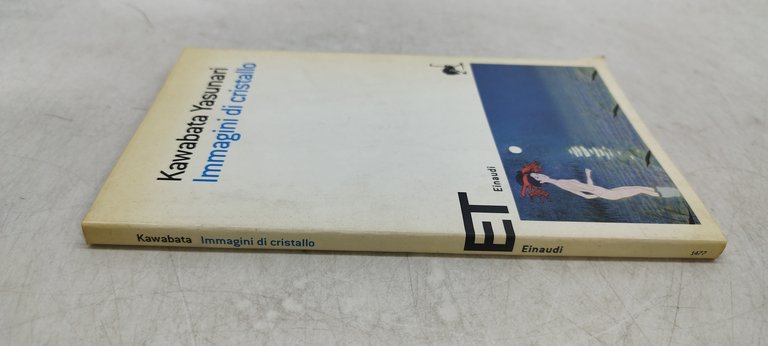 Kawabata Yasunari
Immagini di cristallo
ET
Einaudi
Kawabata Immagini di cristallo
Einaudi
1477